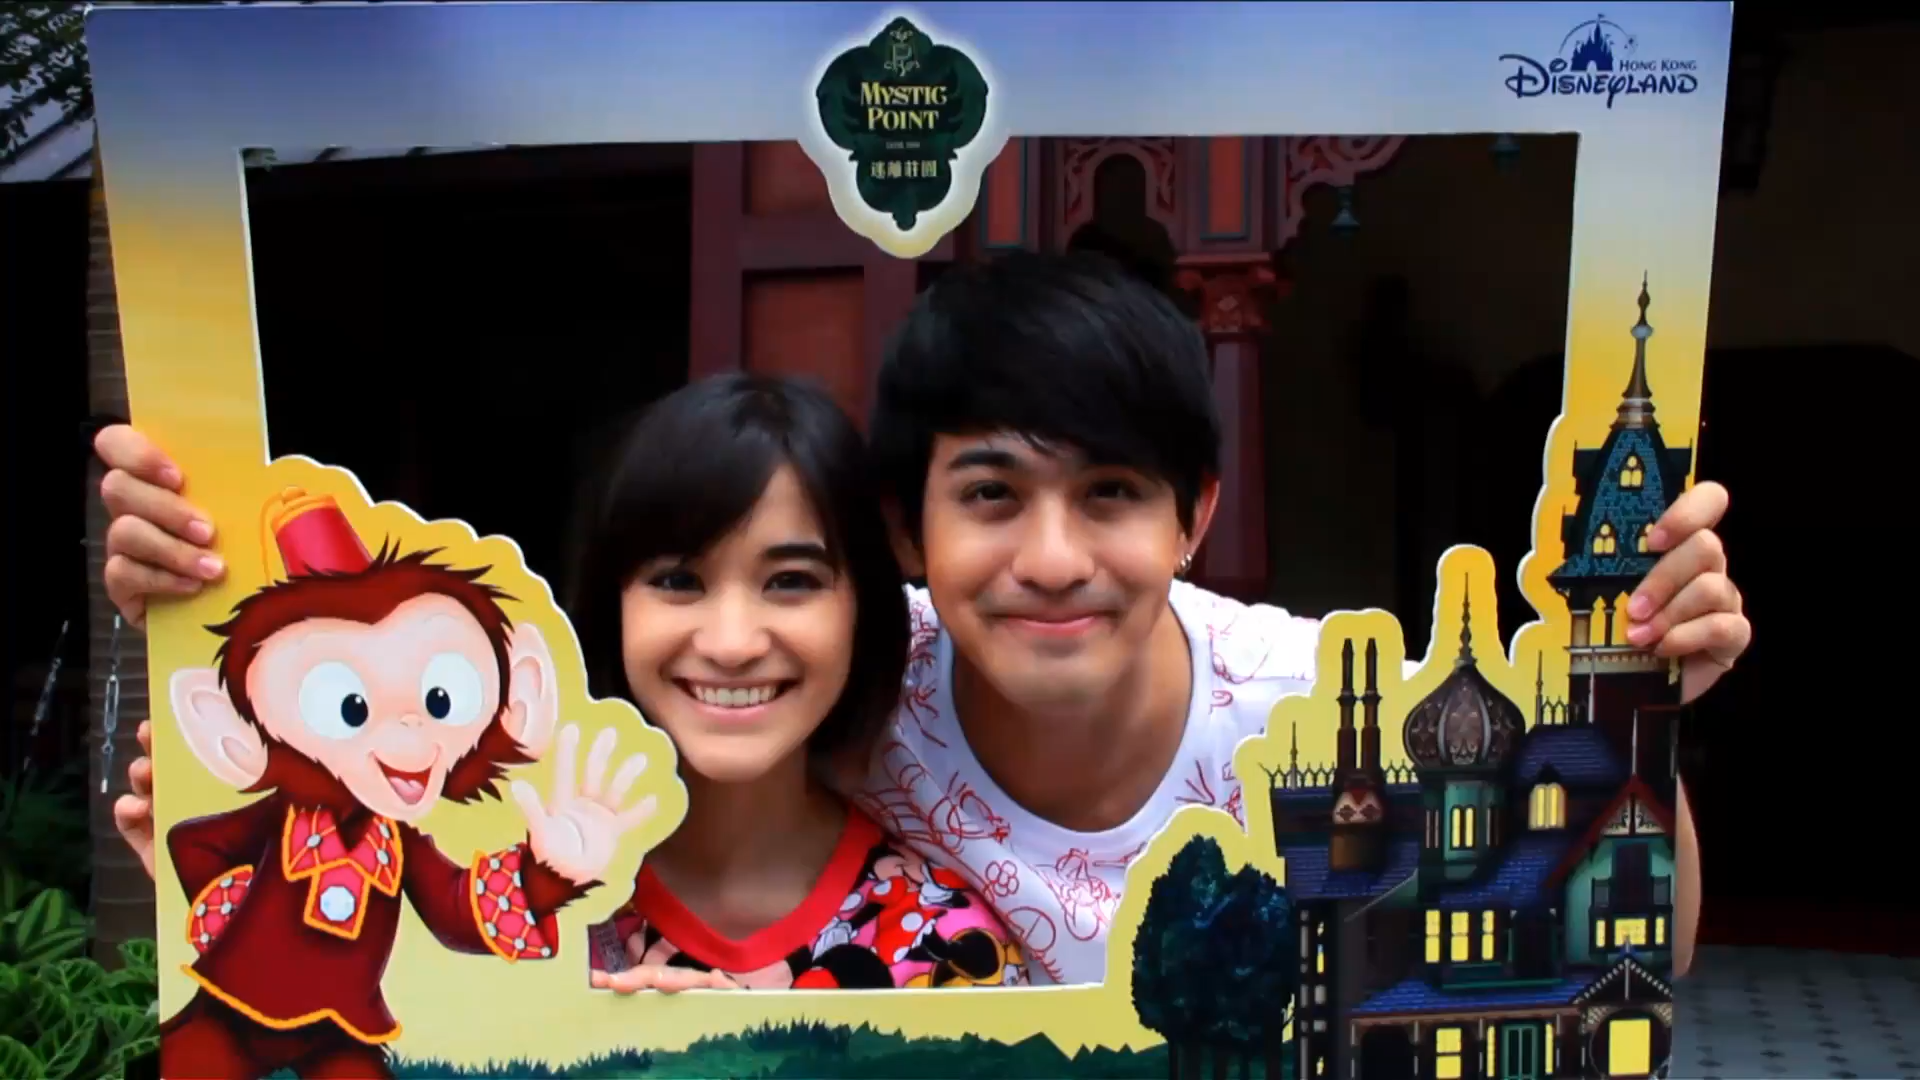 MYSTIC
POINT
迷離莊園
HONG KONG
DISNEYLAND